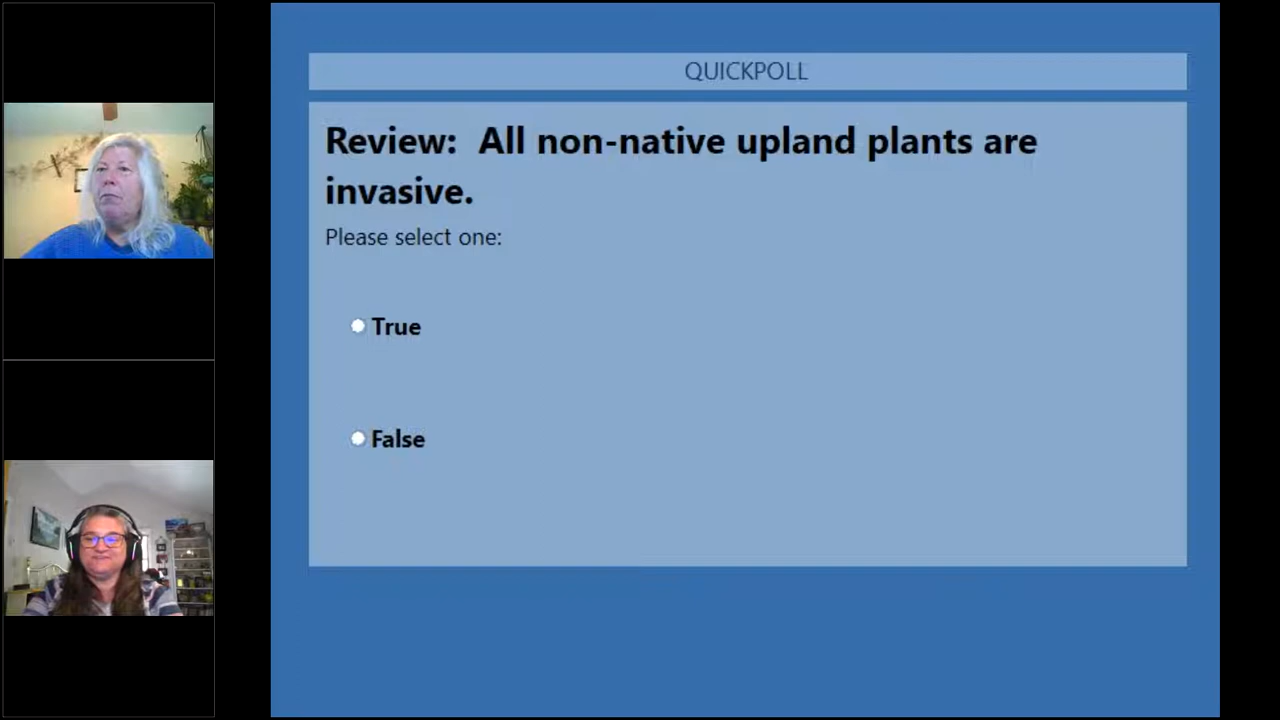 QUICKPOLL
Review:  All non-native upland plants are
invasive.
Please select one:
True
False